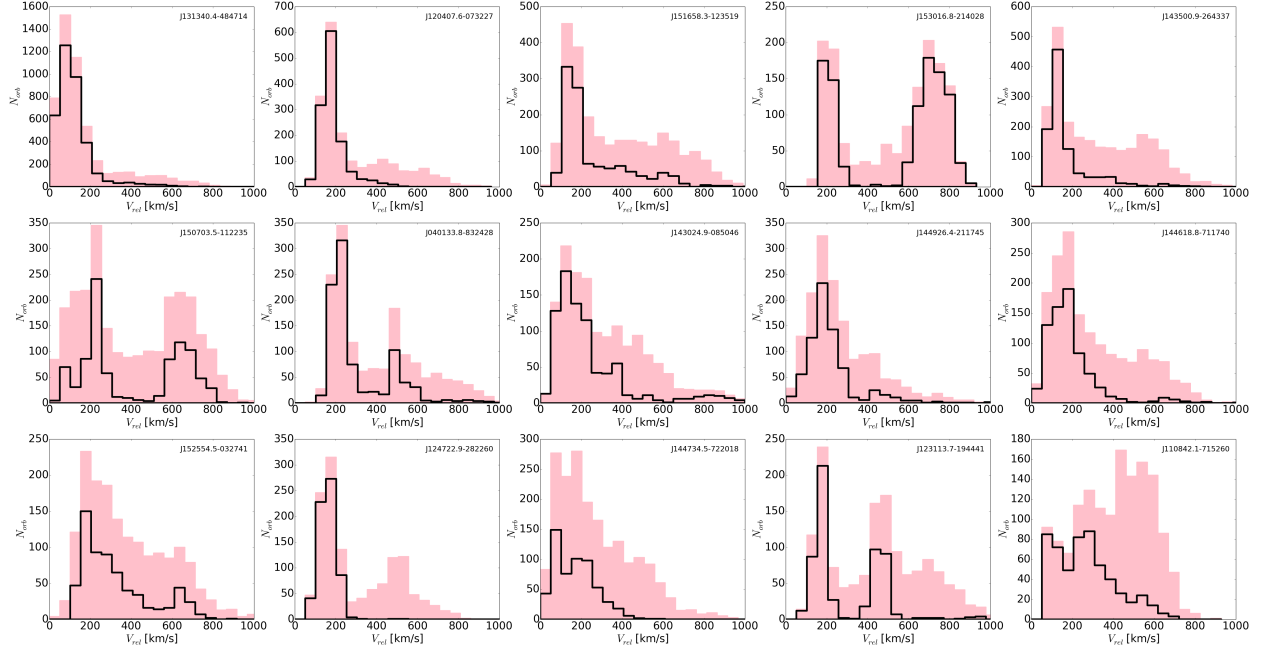 J131340.4-484714
1600
1400
1200
1000
800
600
400
200
0
N_orb
0 200 400 600 800 1000
V_rel [km/s]
J120407.6-073227
700
600
500
400
300
200
100
0
N_orb
0 200 400 600 800 1000
V_rel [km/s]
J151658.3-123519
500
400
300
200
100
0
N_orb
0 200 400 600 800 1000
V_rel [km/s]
J153016.8-214028
250
200
150
100
50
0
N_orb
0 200 400 600 800 1000
V_rel [km/s]
J143500.9-264337
600
500
400
300
200
100
0
N_orb
0 200 400 600 800 1000
V_rel [km/s]
J150703.5-112235
350
300
250
200
150
100
50
0
N_orb
0 200 400 600 800 1000
V_rel [km/s]
J040133.8-832428
350
300
250
200
150
100
50
0
N_orb
0 200 400 600 800 1000
V_rel [km/s]
J143024.9-085046
250
200
150
100
50
0
N_orb
0 200 400 600 800 1000
V_rel [km/s]
J144926.4-211745
350
300
250
200
150
100
50
0
N_orb
0 200 400 600 800 1000
V_rel [km/s]
J144618.8-711740
300
250
200
150
100
50
0
N_orb
0 200 400 600 800 1000
V_rel [km/s]
J152554.5-032741
250
200
150
100
50
0
N_orb
0 200 400 600 800 1000
V_rel [km/s]
J124722.9-282260
350
300
250
200
150
100
50
0
N_orb
0 200 400 600 800 1000
V_rel [km/s]
J144734.5-722018
300
250
200
150
100
50
0
N_orb
0 200 400 600 800 1000
V_rel [km/s]
J123113.7-194441
250
200
150
100
50
0
N_orb
0 200 400 600 800 1000
V_rel [km/s]
J110842.1-715260
180
160
140
120
100
80
60
40
20
0
N_orb
0 200 400 600 800 1000
V_rel [km/s]